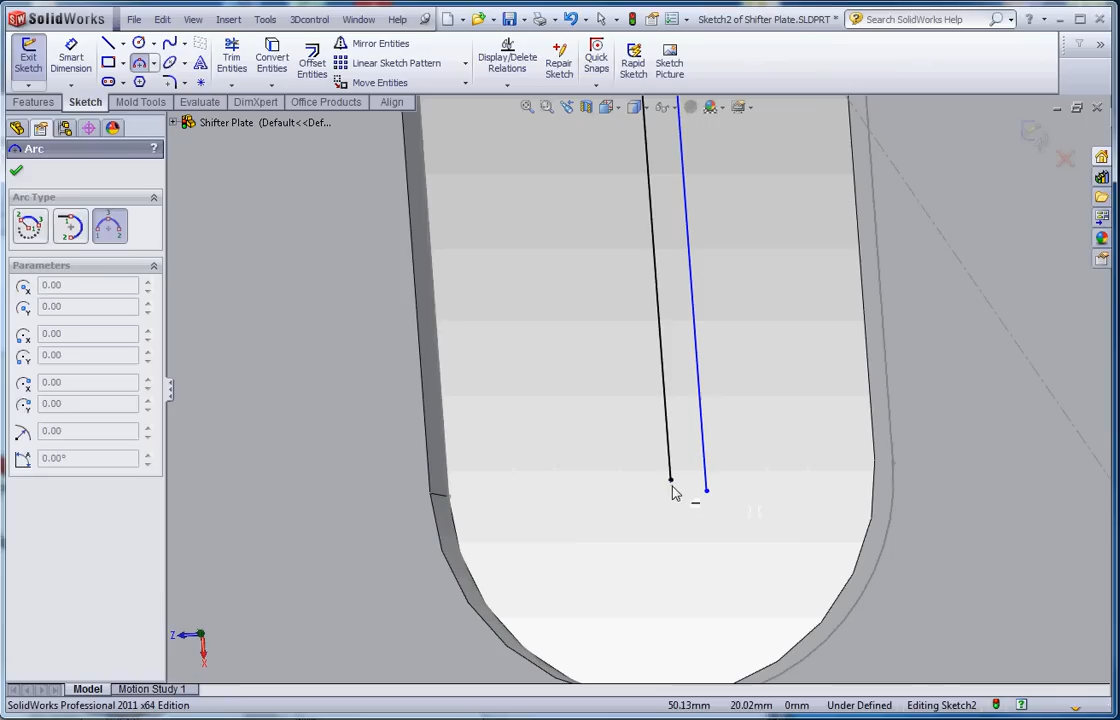 SolidWorks File Edit View Insert Tools 3Dcontrol Window Help Sketch2 of Shifter Plate.SLDPRT * Search SolidWorks Help
Exit Sketch
Smart Dimension
Trim Entities
Convert Entities
Offset Entities
Mirror Entities
Linear Sketch Pattern
Move Entities
Display/Delete Relations
Repair Sketch
Quick Snaps
Rapid Sketch
Sketch Picture
Features Sketch Mold Tools Evaluate DimXpert Office Products Align
Shifter Plate (Default<<Def...
Arc ?
Arc Type
Parameters
0.00
0.00
0.00
0.00
0.00
0.00
0.00
0.00°
Z
X
Model Motion Study 1
SolidWorks Professional 2011 x64 Edition 50.13mm 20.02mm 0mm Under Defined Editing Sketch2